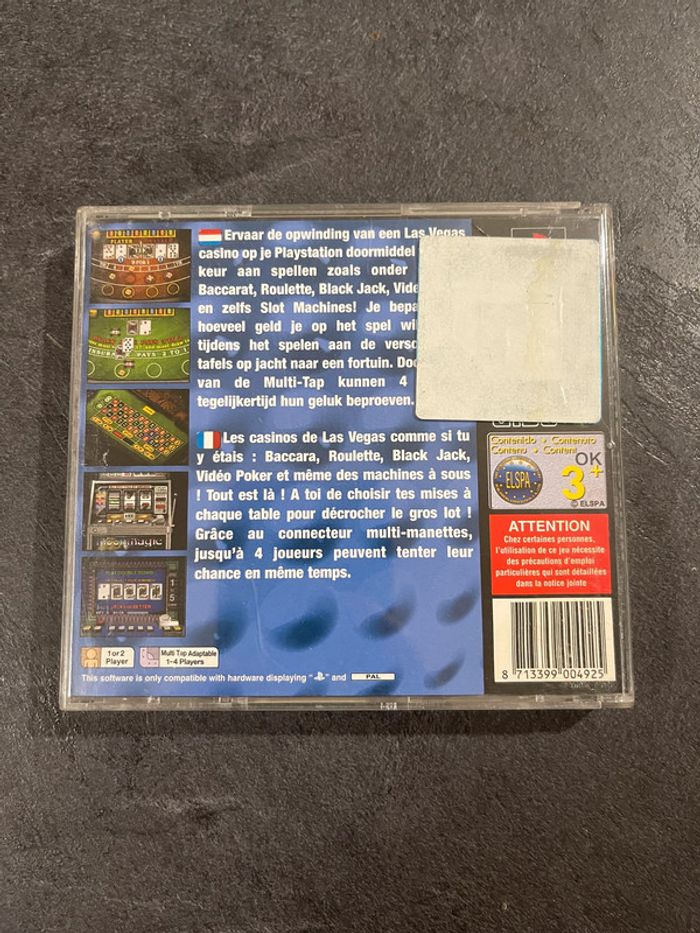 Ervaar de opwinding van een Las Vegas
casino op je Playstation doormiddel
keur aan spellen zoals onder
Baccarat, Roulette, Black Jack,
en zelfs Slot Machines! Je
hoeveel geld je op het spel
tijdens het spelen aan de
tafels op jacht naar een fortuin.
van de Multi-Tap kunnen 4
tegelijkertijd hun geluk beproeven.
Les casinos de Las Vegas comme si tu
y étais : Baccara, Roulette, Black Jack,
Vidéo Poker et même des machines à sous
! Tout est là ! A toi de choisir tes mises à
chaque table pour décrocher le gros lot !
Grâce au connecteur multi-manettes,
jusqu'à 4 joueurs peuvent tenter leur
chance en même temps.
PLAYER
INSURANCE PAYS 2 TO 1
1 or 2
Player
Multi Tap Adaptable
1-4 Players
This software is only compatible with hardware displaying " " and PAL
Contenido • Contenuto
Contenu • Content
ELSPA
OK
3+
© ELSPA
ATTENTION
Chez certaines personnes,
l'utilisation de ce jeu nécessite
des précautions d'emploi
particulières qui sont détaillées
dans la notice jointe
8 713399 004925